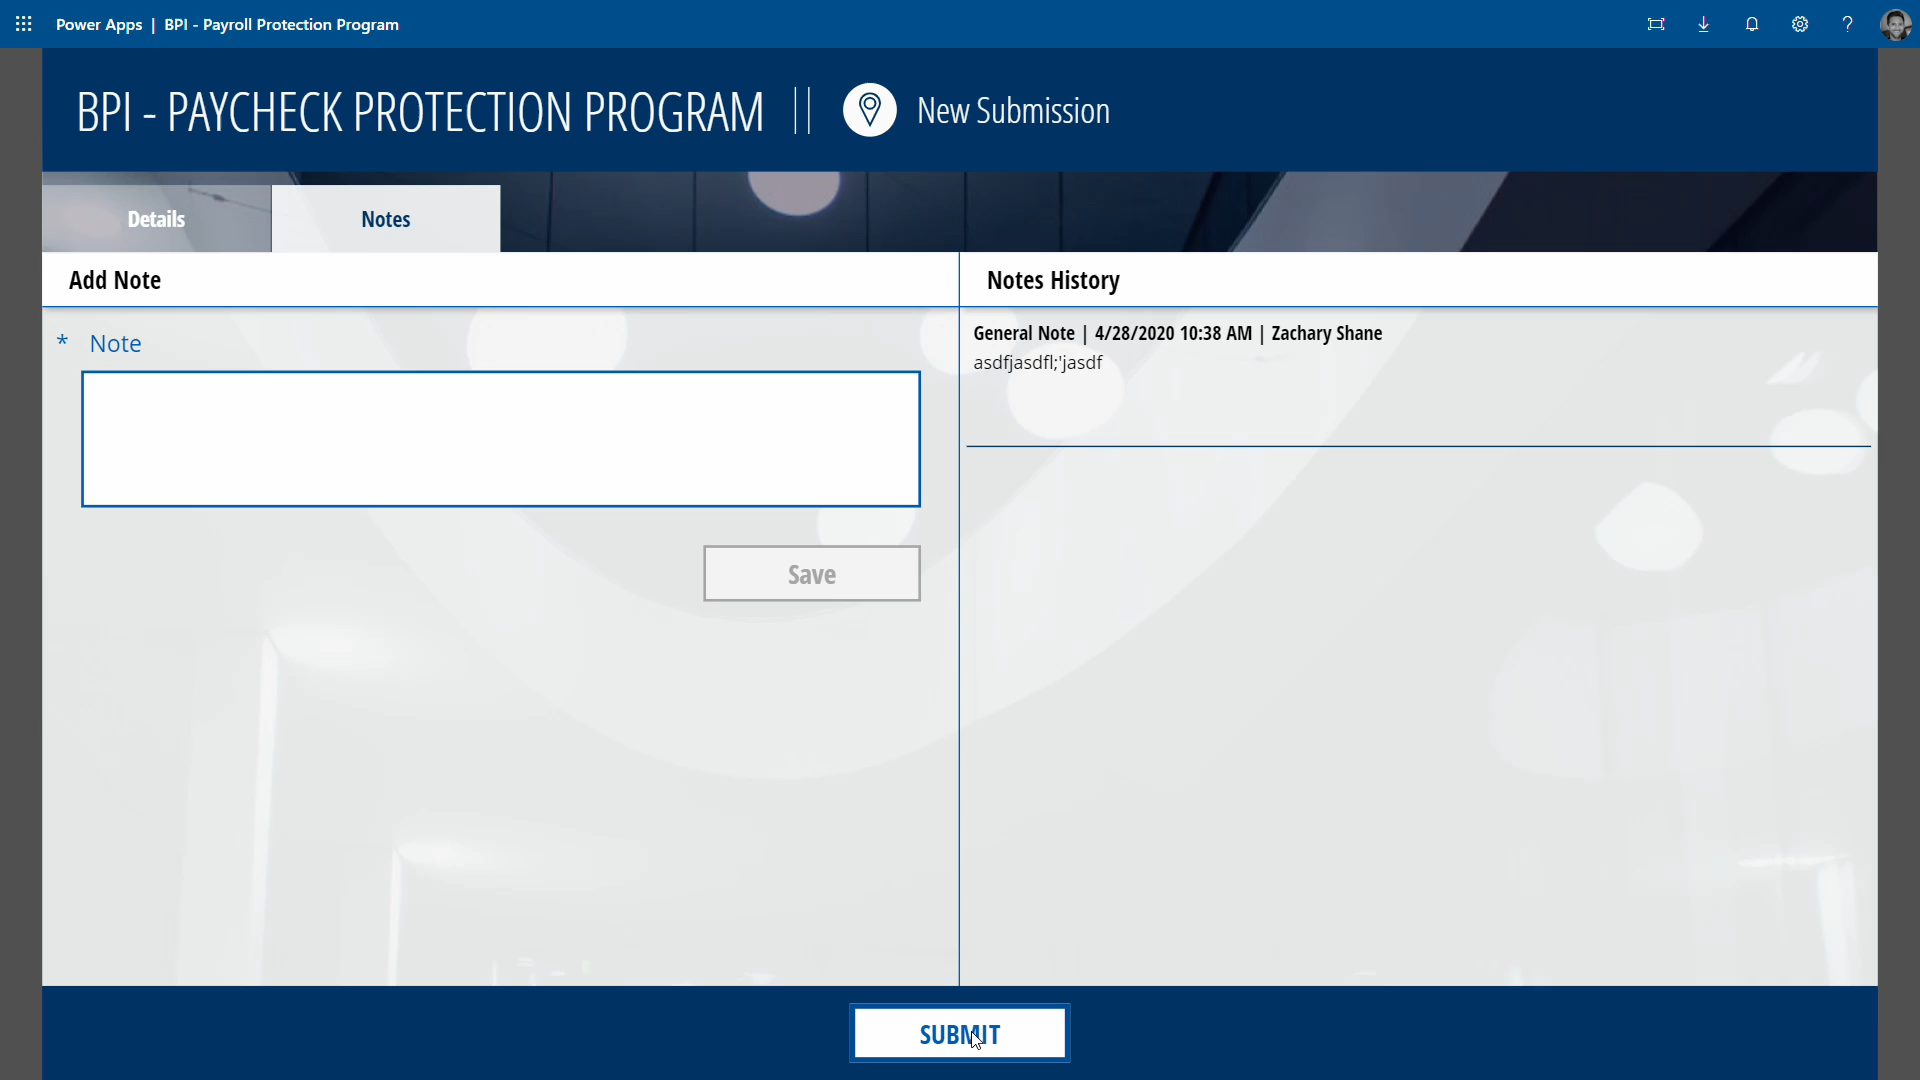 Power Apps | BPI - Payroll Protection Program
?
BPI - PAYCHECK PROTECTION PROGRAM || New Submission
Details
Notes
Add Note
Notes History
* Note
General Note | 4/28/2020 10:38 AM | Zachary Shane
asdfjasdfl;'jasdf
Save
SUBMIT